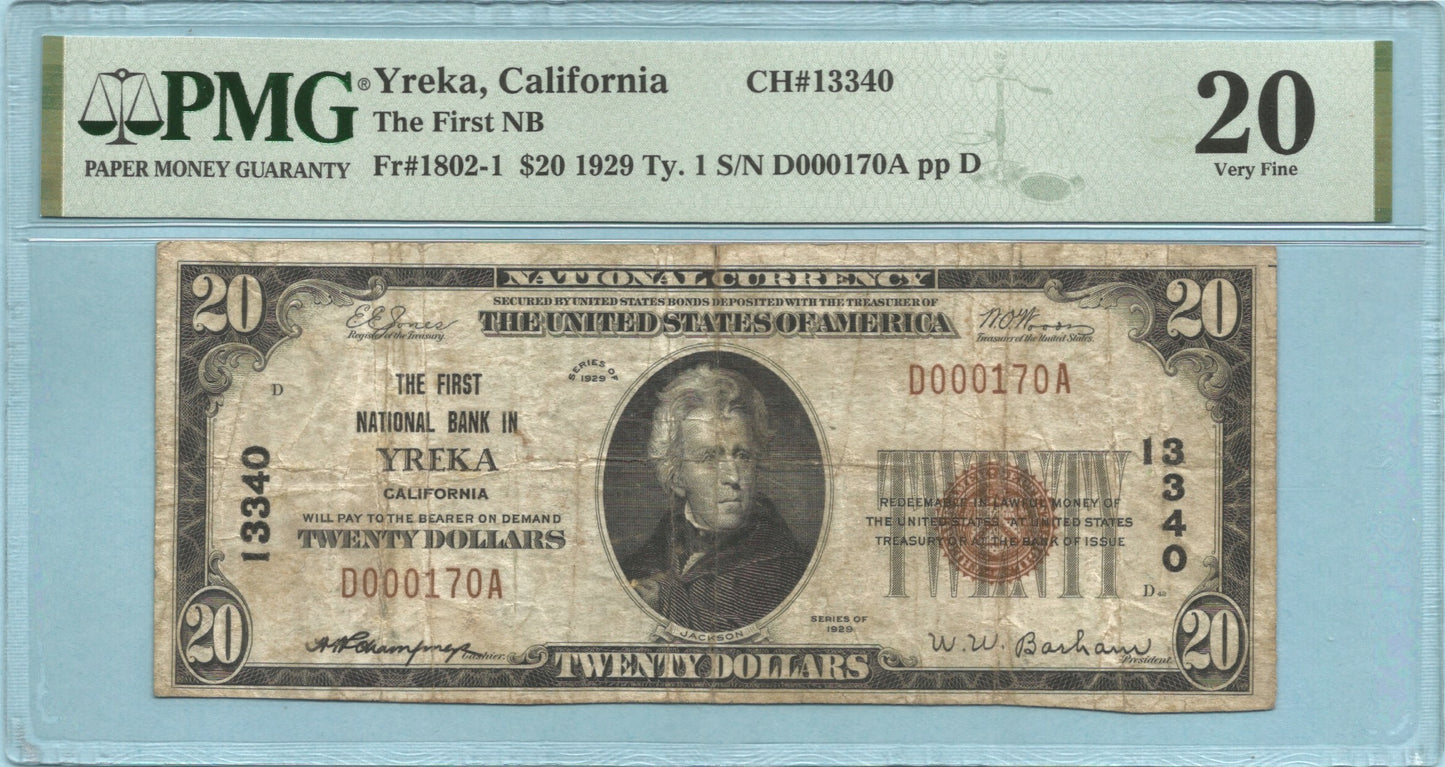 PMG® Yreka, California CH#13340 20
The First NB
PAPER MONEY GUARANTY Fr#1802-1 $20 1929 Ty. 1 S/N D000170A pp D Very Fine
NATIONAL CURRENCY
SECURED BY UNITED STATES BONDS DEPOSITED WITH THE TREASURER OF
THE UNITED STATES OF AMERICA
20
20
E E Jones
Register of the Treasury.
W.O. Woods
Treasurer of the United States.
SERIES OF
1929
D
D000170A
THE FIRST
NATIONAL BANK IN
YREKA
CALIFORNIA
WILL PAY TO THE BEARER ON DEMAND
TWENTY DOLLARS
D000170A
13340
13340
TWENTY
REDEEMABLE IN LAWFUL MONEY OF
THE UNITED STATES AT UNITED STATES
TREASURY OR AT THE BANK OF ISSUE
D
SERIES OF
1929
JACKSON
Cashier.
W. W. Barham
President.
20
TWENTY DOLLARS
20